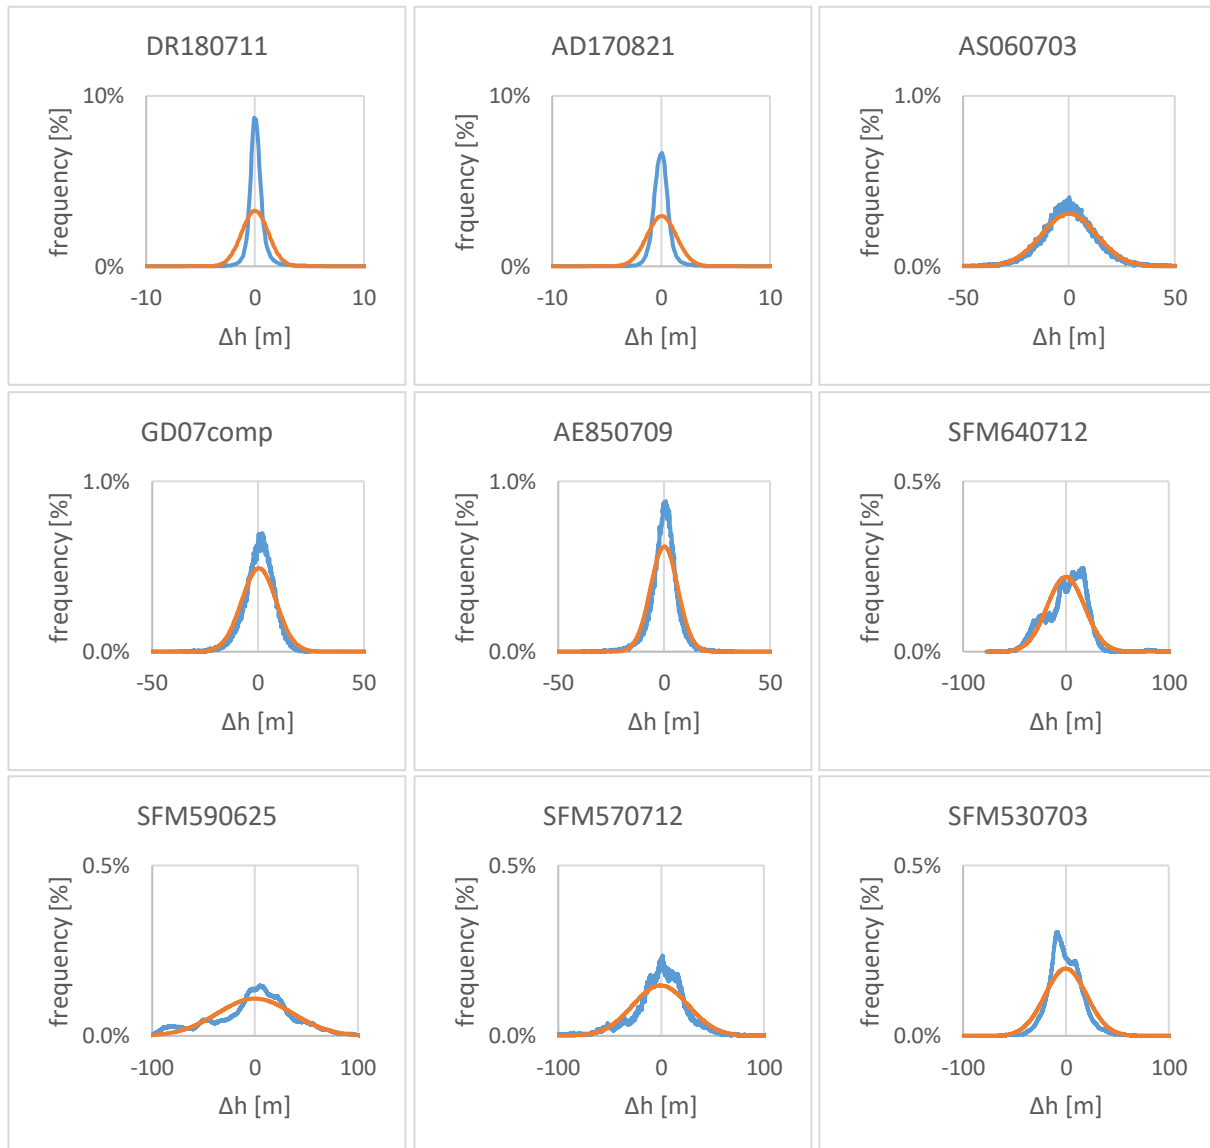 DR180711
frequency [%]
10%
0%
-10 0 10
Δh [m]
AD170821
frquency [%]
10%
0%
-10 0 10
Δh [m]
AS060703
frequency [%]
1.0%
0.0%
-50 0 50
Δh [m]
GD07comp
frequency [%]
1.0%
0.0%
-50 0 50
Δh [m]
AE850709
frequency [%]
1.0%
0.0%
-50 0 50
Δh [m]
SFM640712
frequency [%]
0.5%
0.0%
-100 0 100
Δh [m]
SFM590625
frequency [%]
0.5%
0.0%
-100 0 100
Δh [m]
SFM570712
frequency [%]
0.5%
0.0%
-100 0 100
Δh [m]
SFM530703
frequency [%]
0.5%
0.0%
-100 0 100
Δh [m]